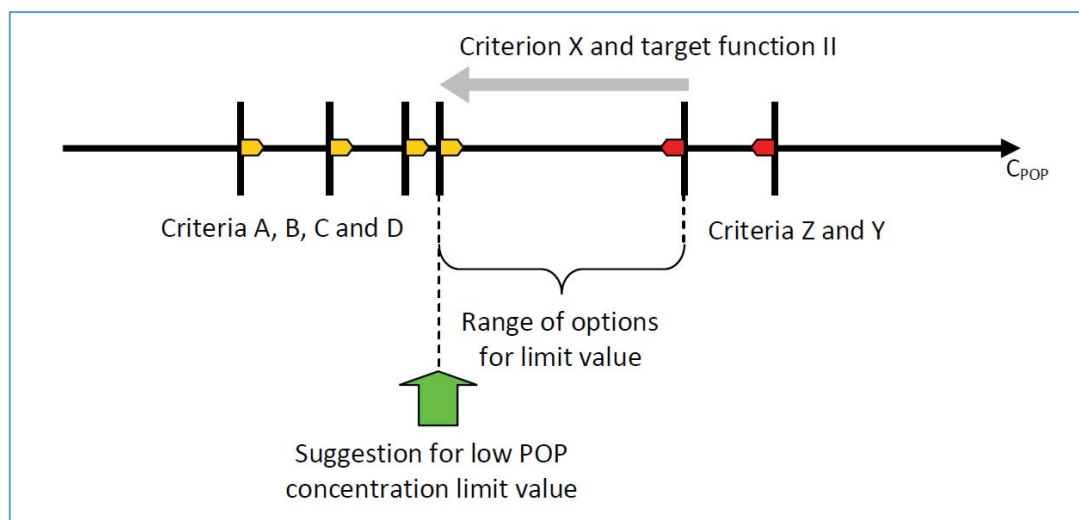 Criterion X and target function II
C_POP
Criteria A, B, C and D
Criteria Z and Y
Range of options
for limit value
Suggestion for low POP
concentration limit value